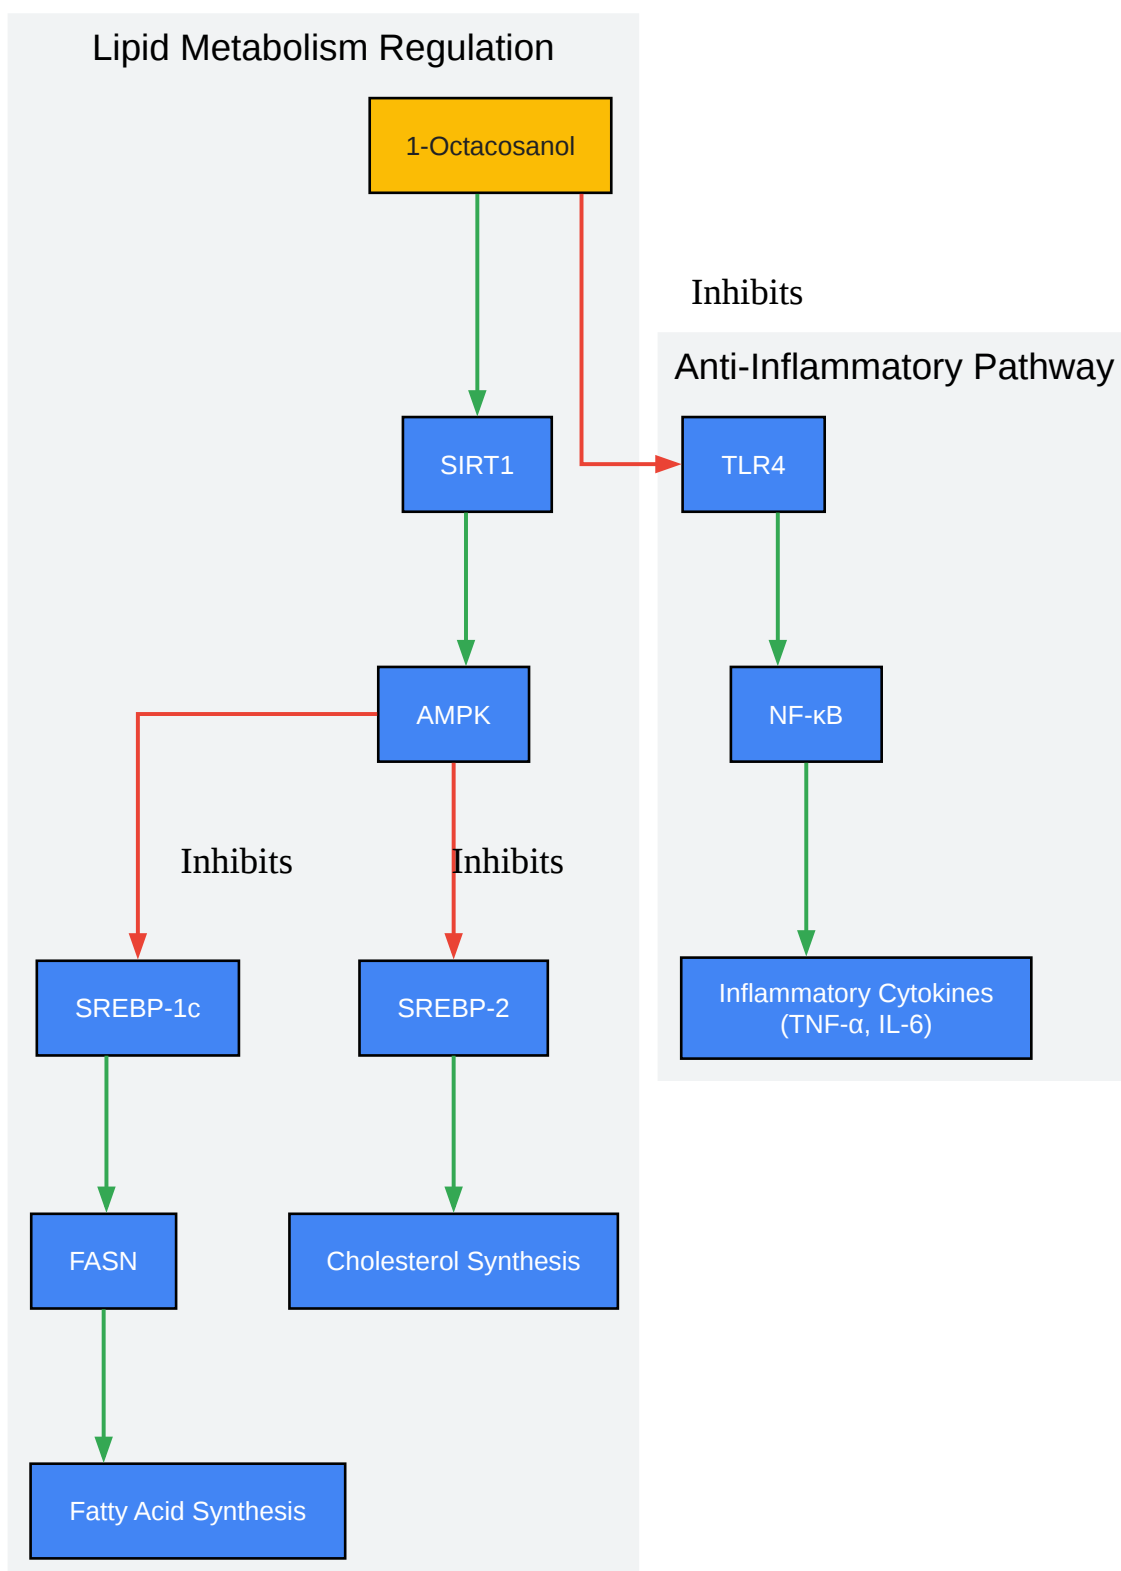 Lipid Metabolism Regulation
1-Octacosanol
Inhibits
Anti-Inflammatory Pathway
SIRT1
TLR4
AMPK
NF-κB
Inhibits
Inhibits
SREBP-1c
SREBP-2
Inflammatory Cytokines
(TNF-α, IL-6)
FASN
Cholesterol Synthesis
Fatty Acid Synthesis